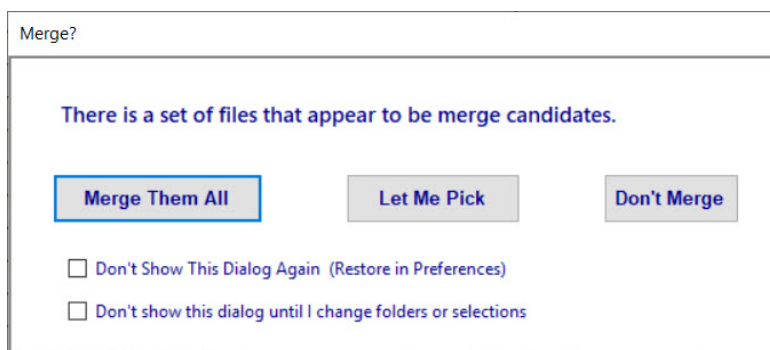 Merge?
There is a set of files that appear to be merge candidates.
Merge Them All Let Me Pick Don't Merge
Don't Show This Dialog Again (Restore in Preferences)
Don't show this dialog until I change folders or selections